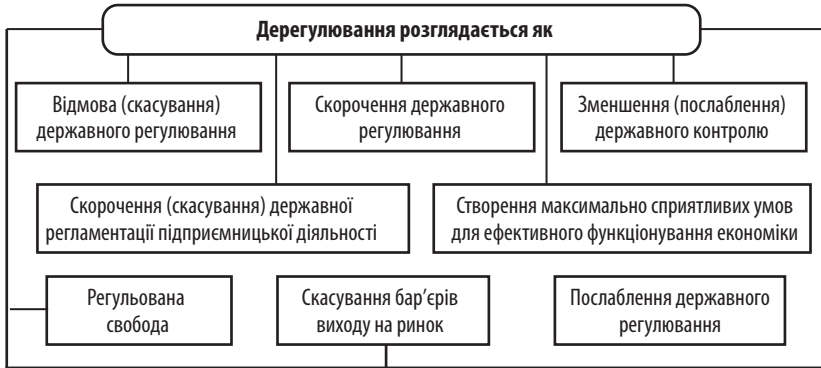 Дерегулювання розглядається як
Відмова (скасування)
державного регулювання
Скорочення державного
регулювання
Зменшення (послаблення)
державного контролю
Скорочення (скасування) державної
регламентації підприємницької діяльності
Створення максимально сприятливих умов
для ефективного функціонування економіки
Регульована
свобода
Скасування бар’єрів
виходу на ринок
Послаблення державного
регулювання